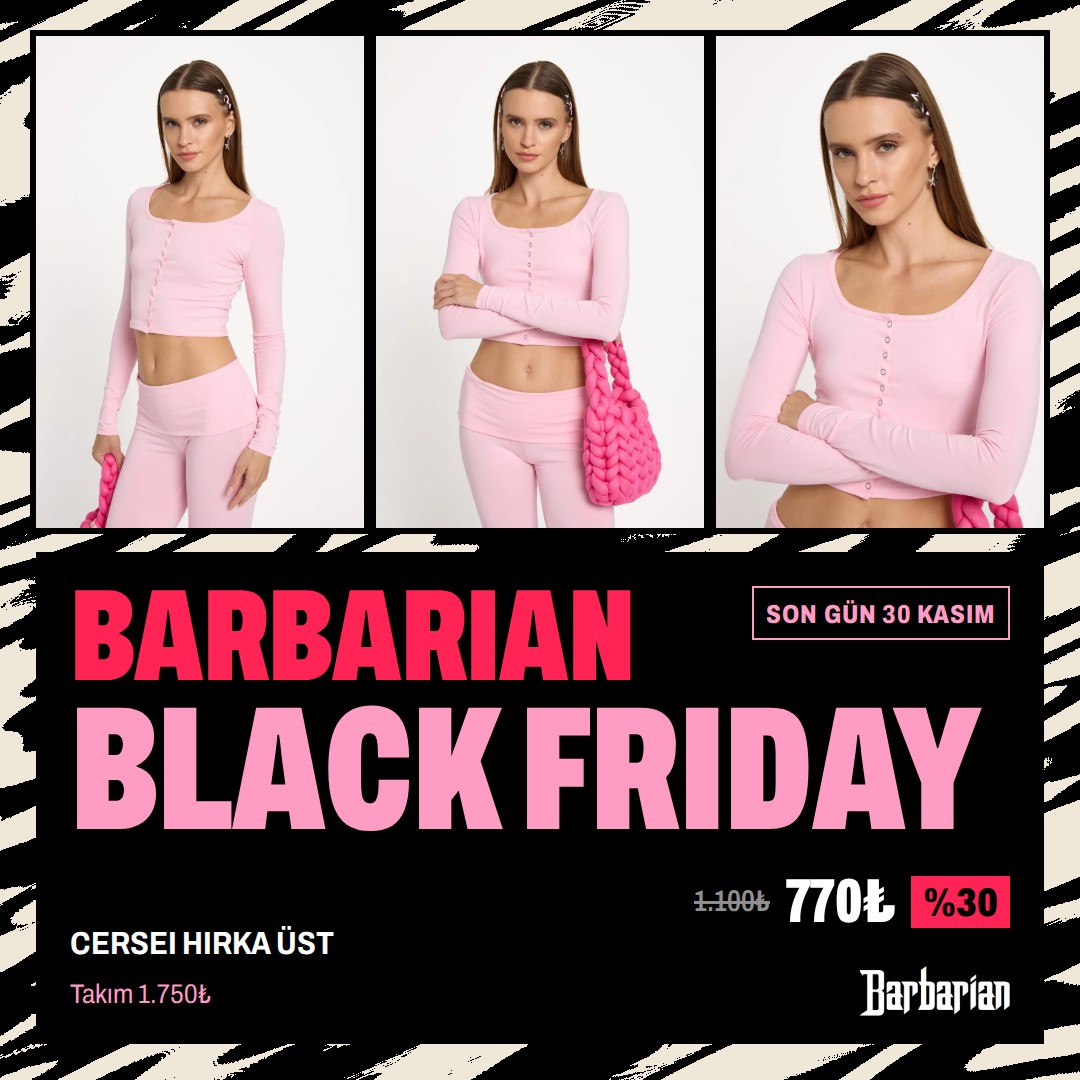 BARBARIAN
SON GÜN 30 KASIM
BLACK FRIDAY
1.100₺ 770₺ %30
CERSEI HIRKA ÜST
Takım 1.750₺
Barbarian